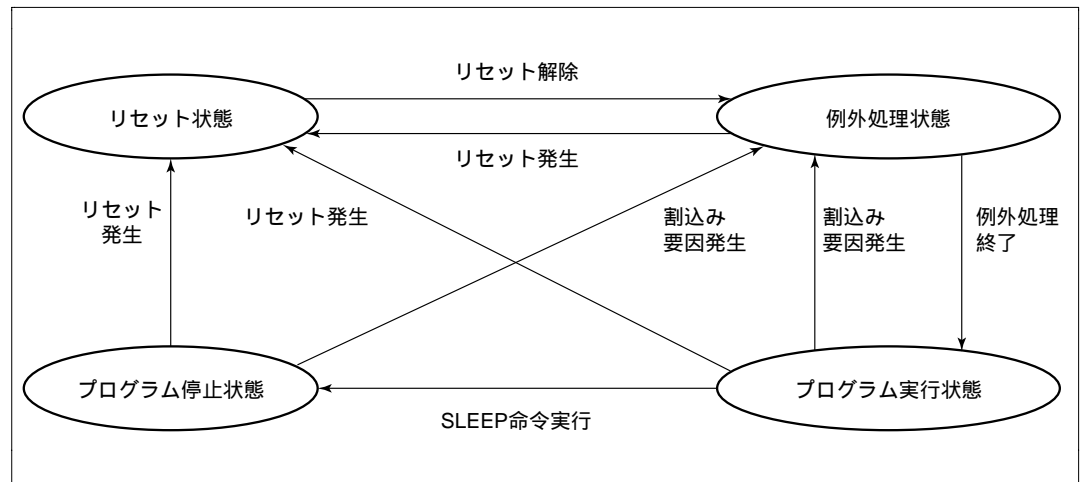 リセット解除
リセット状態
例外処理状態
リセット発生
リセット
発生
リセット発生
割込み
要因発生
割込み
要因発生
例外処理
終了
プログラム停止状態
プログラム実行状態
SLEEP命令実行